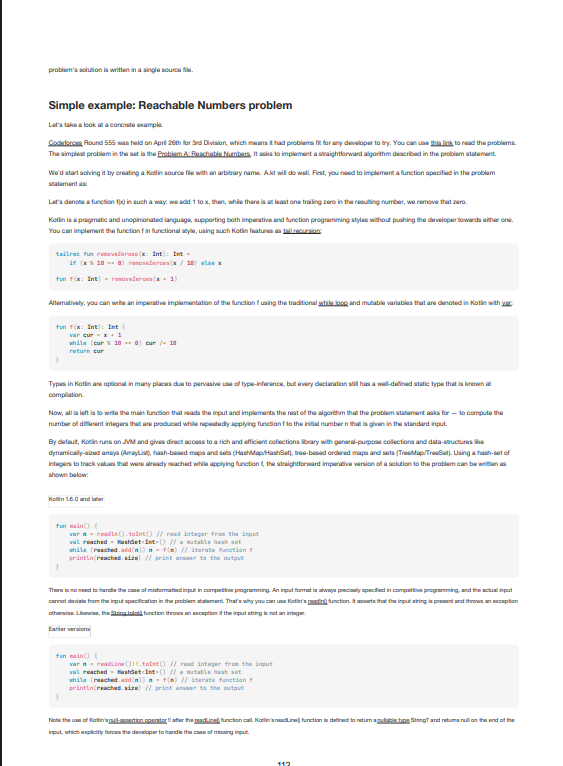 problem's solution is written in a single source file.
Simple example: Reachable Numbers problem
Let's take a look at a concrete example.
Codeforces Round 555 was held on April 26th for 3rd Division, which means it had problems fit for any developer to try. You can use this link to read the problems.
The simplest problem in the set is the Problem A: Reachable Numbers. It asks to implement a straightforward algorithm described in the problem statement.
We'd start solving it by creating a Kotlin source file with an arbitrary name. A.kt will do well. First, you need to implement a function specified in the problem
statement as:
Let's denote a function f(x) in such a way: we add 1 to x, then, while there is at least one trailing zero in the resulting number, we remove that zero.
Kotlin is a pragmatic and unopinionated language, supporting both imperative and function programming styles without pushing the developer towards either one.
You can implement the function f in functional style, using such Kotlin features as tail recursion:
tailrec fun removeZeroes(x: Int): Int =
if (x % 10 == 0) removeZeroes(x / 10) else x
fun f(x: Int) = removeZeroes(x + 1)
Alternatively, you can write an imperative implementation of the function f using the traditional while loop and mutable variables that are denoted in Kotlin with var:
fun f(x: Int): Int {
var cur = x + 1
while (cur % 10 == 0) cur /= 10
return cur
}
Types in Kotlin are optional in many places due to pervasive use of type-inference, but every declaration still has a well-defined static type that is known at
compilation.
Now, all is left is to write the main function that reads the input and implements the rest of the algorithm that the problem statement asks for — to compute the
number of different integers that are produced while repeatedly applying function f to the initial number n that is given in the standard input.
By default, Kotlin runs on JVM and gives direct access to a rich and efficient collections library with general-purpose collections and data-structures like
dynamically-sized arrays (ArrayList), hash-based maps and sets (HashMap/HashSet), tree-based ordered maps and sets (TreeMap/TreeSet). Using a hash-set of
integers to track values that were already reached while applying function f, the straightforward imperative version of a solution to the problem can be written as
shown below:
Kotlin 1.6.0 and later
fun main() {
var n = readln().toInt() // read integer from the input
val reached = HashSet<Int>() // a mutable hash set
while (reached.add(n)) n = f(n) // iterate function f
println(reached.size) // print answer to the output
}
There is no need to handle the case of misformatted input in competitive programming. An input format is always precisely specified in competitive programming, and the actual input
cannot deviate from the input specification in the problem statement. That's why you can use Kotlin's readln() function. It asserts that the input string is present and throws an exception
otherwise. Likewise, the String.toInt() function throws an exception if the input string is not an integer.
Earlier versions
fun main() {
var n = readLine()!!.toInt() // read integer from the input
val reached = HashSet<Int>() // a mutable hash set
while (reached.add(n)) n = f(n) // iterate function f
println(reached.size) // print answer to the output
}
Note the use of Kotlin's null-assertion operator !! after the readLine() function call. Kotlin's readLine() function is defined to return a nullable type String? and returns null on the end of the
input, which explicitly forces the developer to handle the case of missing input.
112